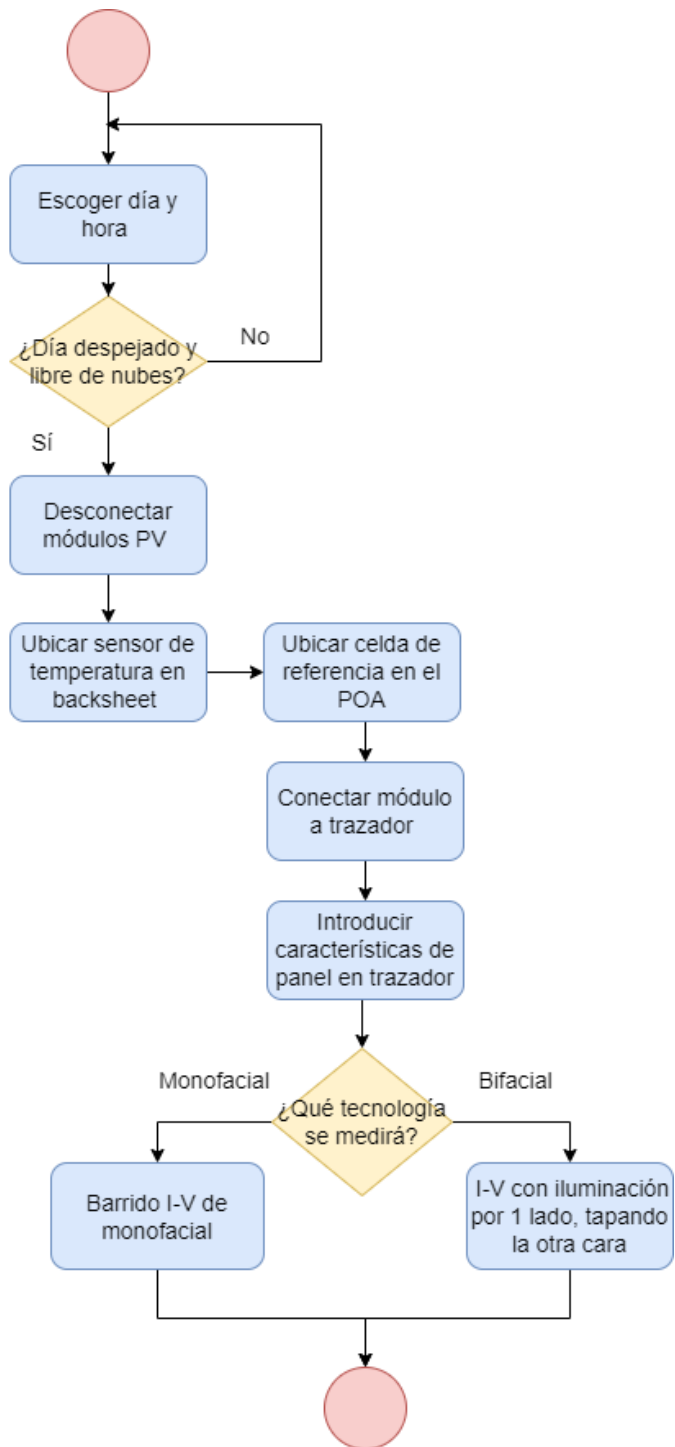 Escoger día y
hora
¿Día despejado y
libre de nubes?
No
Sí
Desconectar
módulos PV
Ubicar sensor de
temperatura en
backsheet
Ubicar celda de
referencia en el
POA
Conectar módulo
a trazador
Introducir
características de
panel en trazador
Monofacial
¿Qué tecnología
se medirá?
Bifacial
Barrido I-V de
monofacial
I-V con iluminación
por 1 lado, tapando
la otra cara